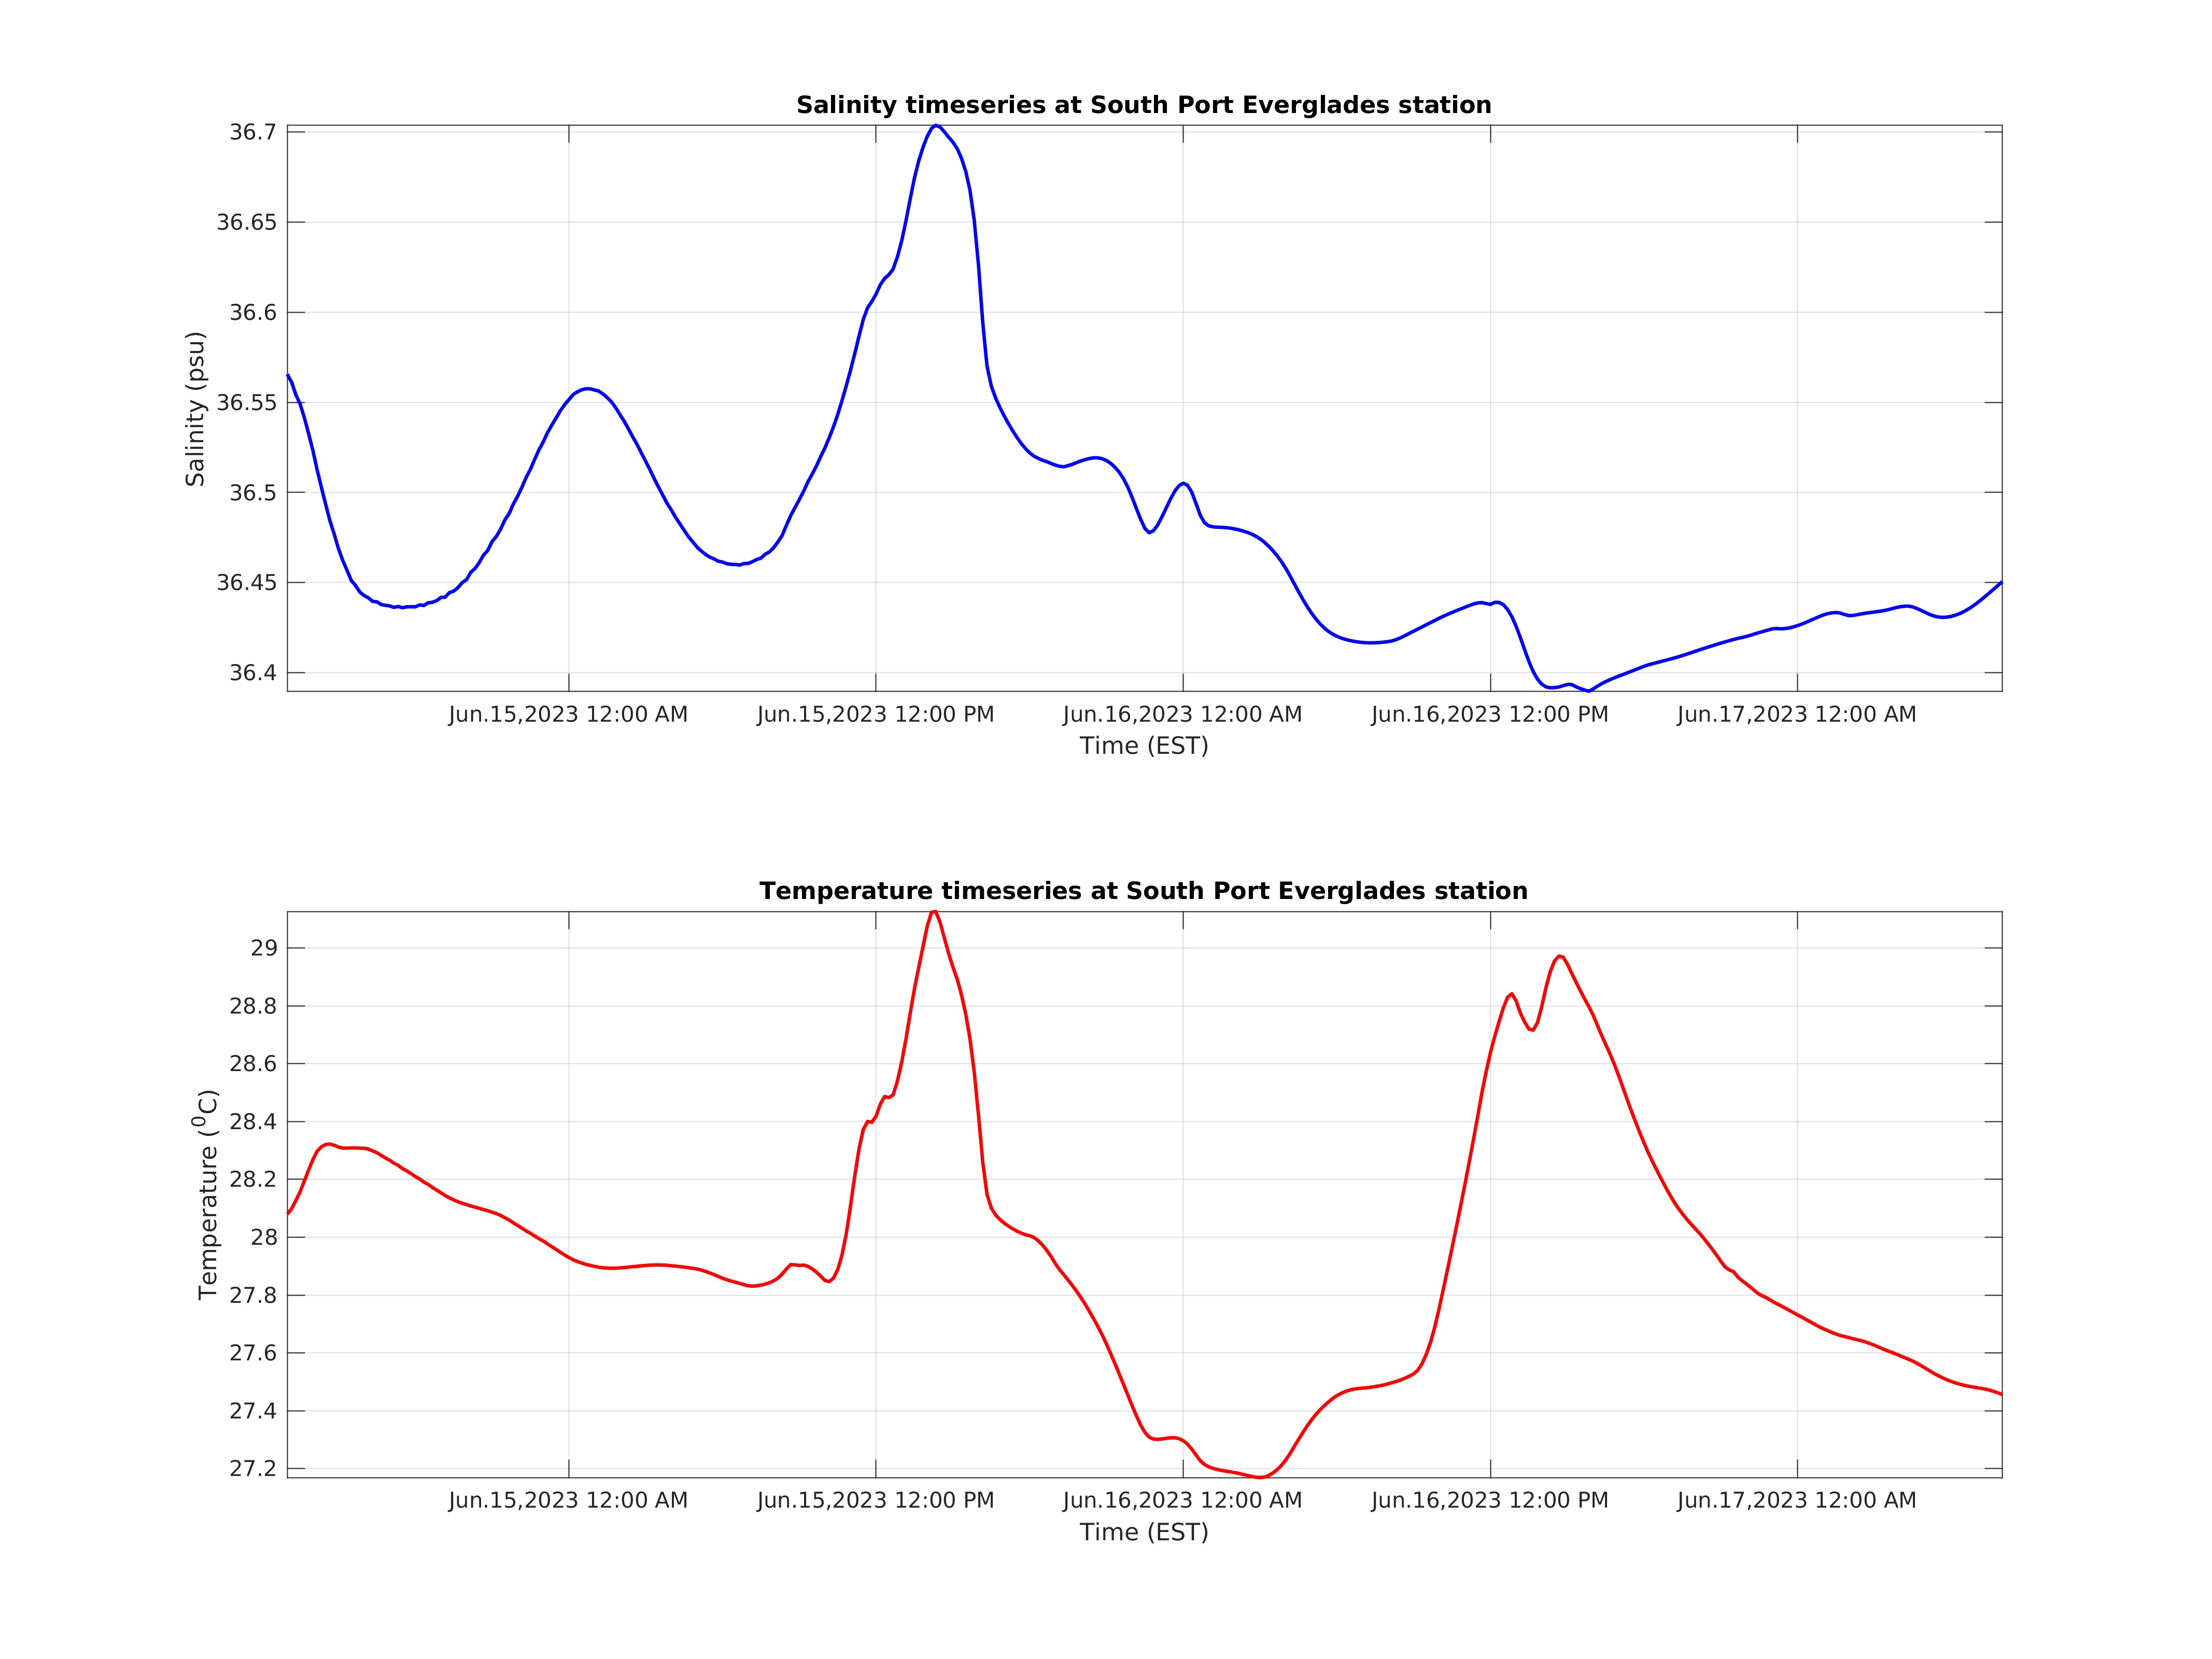 Salinity timeseries at South Port Everglades station
36.7
36.65
36.6
36.55
36.5
36.45
36.4
Salinity (psu)
Jun.15,2023 12:00 AM Jun.15,2023 12:00 PM Jun.16,2023 12:00 AM Jun.16,2023 12:00 PM Jun.17,2023 12:00 AM
Time (EST)
Temperature timeseries at South Port Everglades station
29
28.8
28.6
28.4
28.2
28
27.8
27.6
27.4
27.2
Temperature (⁰C)
Jun.15,2023 12:00 AM Jun.15,2023 12:00 PM Jun.16,2023 12:00 AM Jun.16,2023 12:00 PM Jun.17,2023 12:00 AM
Time (EST)